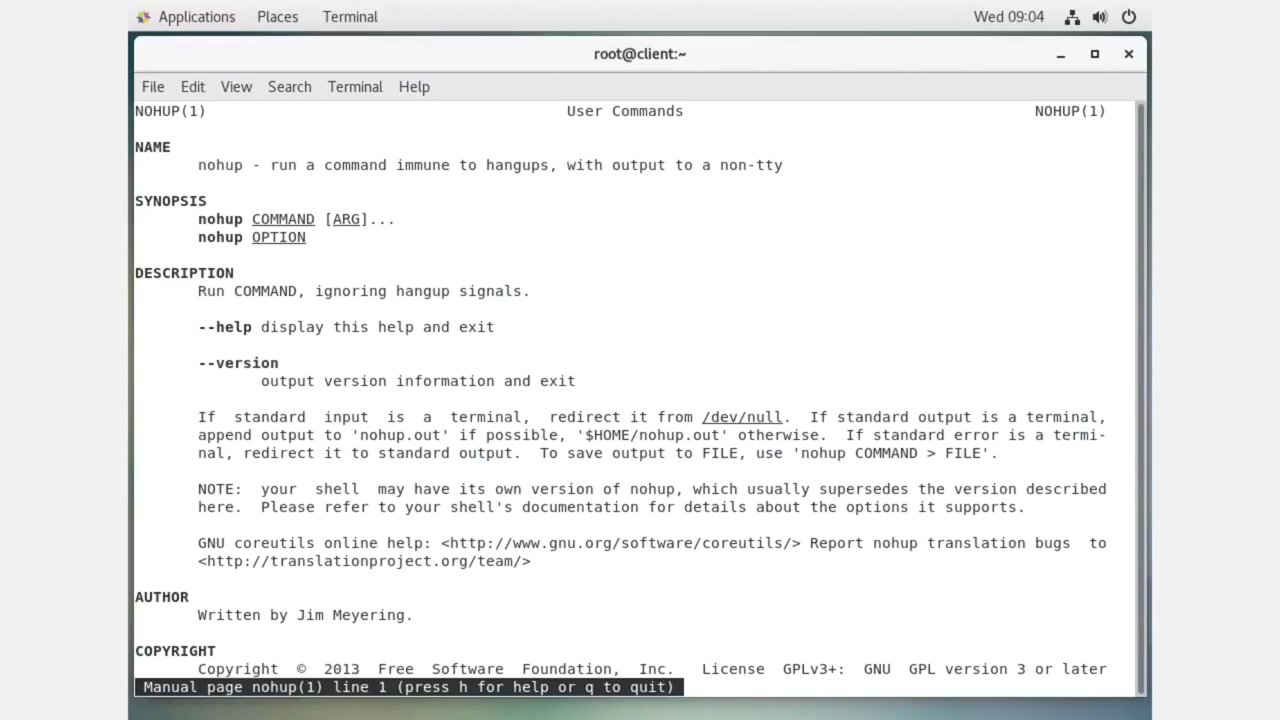 Applications Places Terminal Wed 09:04
root@client:~
File Edit View Search Terminal Help
NOHUP(1) User Commands NOHUP(1)
NAME
nohup - run a command immune to hangups, with output to a non-tty
SYNOPSIS
nohup COMMAND [ARG]...
nohup OPTION
DESCRIPTION
Run COMMAND, ignoring hangup signals.
--help display this help and exit
--version
output version information and exit
If standard input is a terminal, redirect it from /dev/null. If standard output is a terminal,
append output to 'nohup.out' if possible, '$HOME/nohup.out' otherwise. If standard error is a termi-
nal, redirect it to standard output. To save output to FILE, use 'nohup COMMAND > FILE'.
NOTE: your shell may have its own version of nohup, which usually supersedes the version described
here. Please refer to your shell's documentation for details about the options it supports.
GNU coreutils online help: <http://www.gnu.org/software/coreutils/> Report nohup translation bugs to
<http://translationproject.org/team/>
AUTHOR
Written by Jim Meyering.
COPYRIGHT
Copyright © 2013 Free Software Foundation, Inc. License GPLv3+: GNU GPL version 3 or later
Manual page nohup(1) line 1 (press h for help or q to quit)